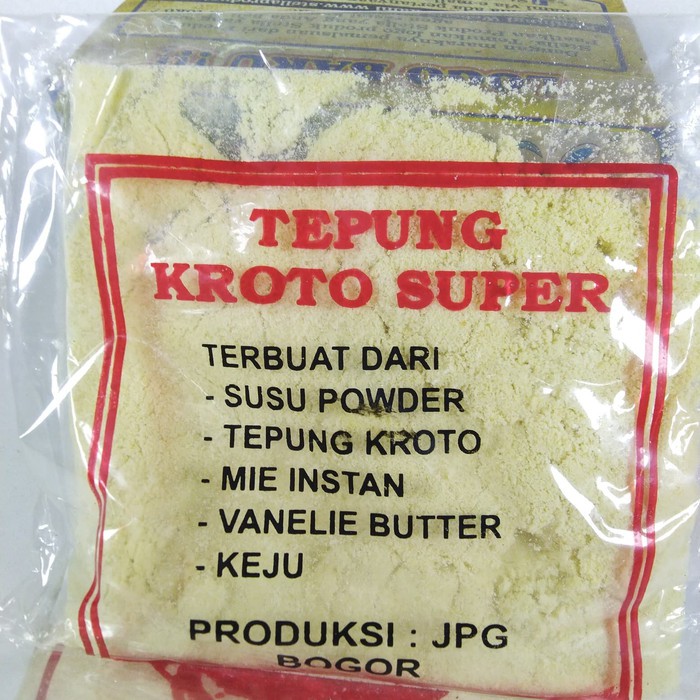 TEPUNG
KROTO SUPER
TERBUAT DARI
- SUSU POWDER
- TEPUNG KROTO
- MIE INSTAN
- VANELIE BUTTER
- KEJU
PRODUKSI : JPG
BOGOR